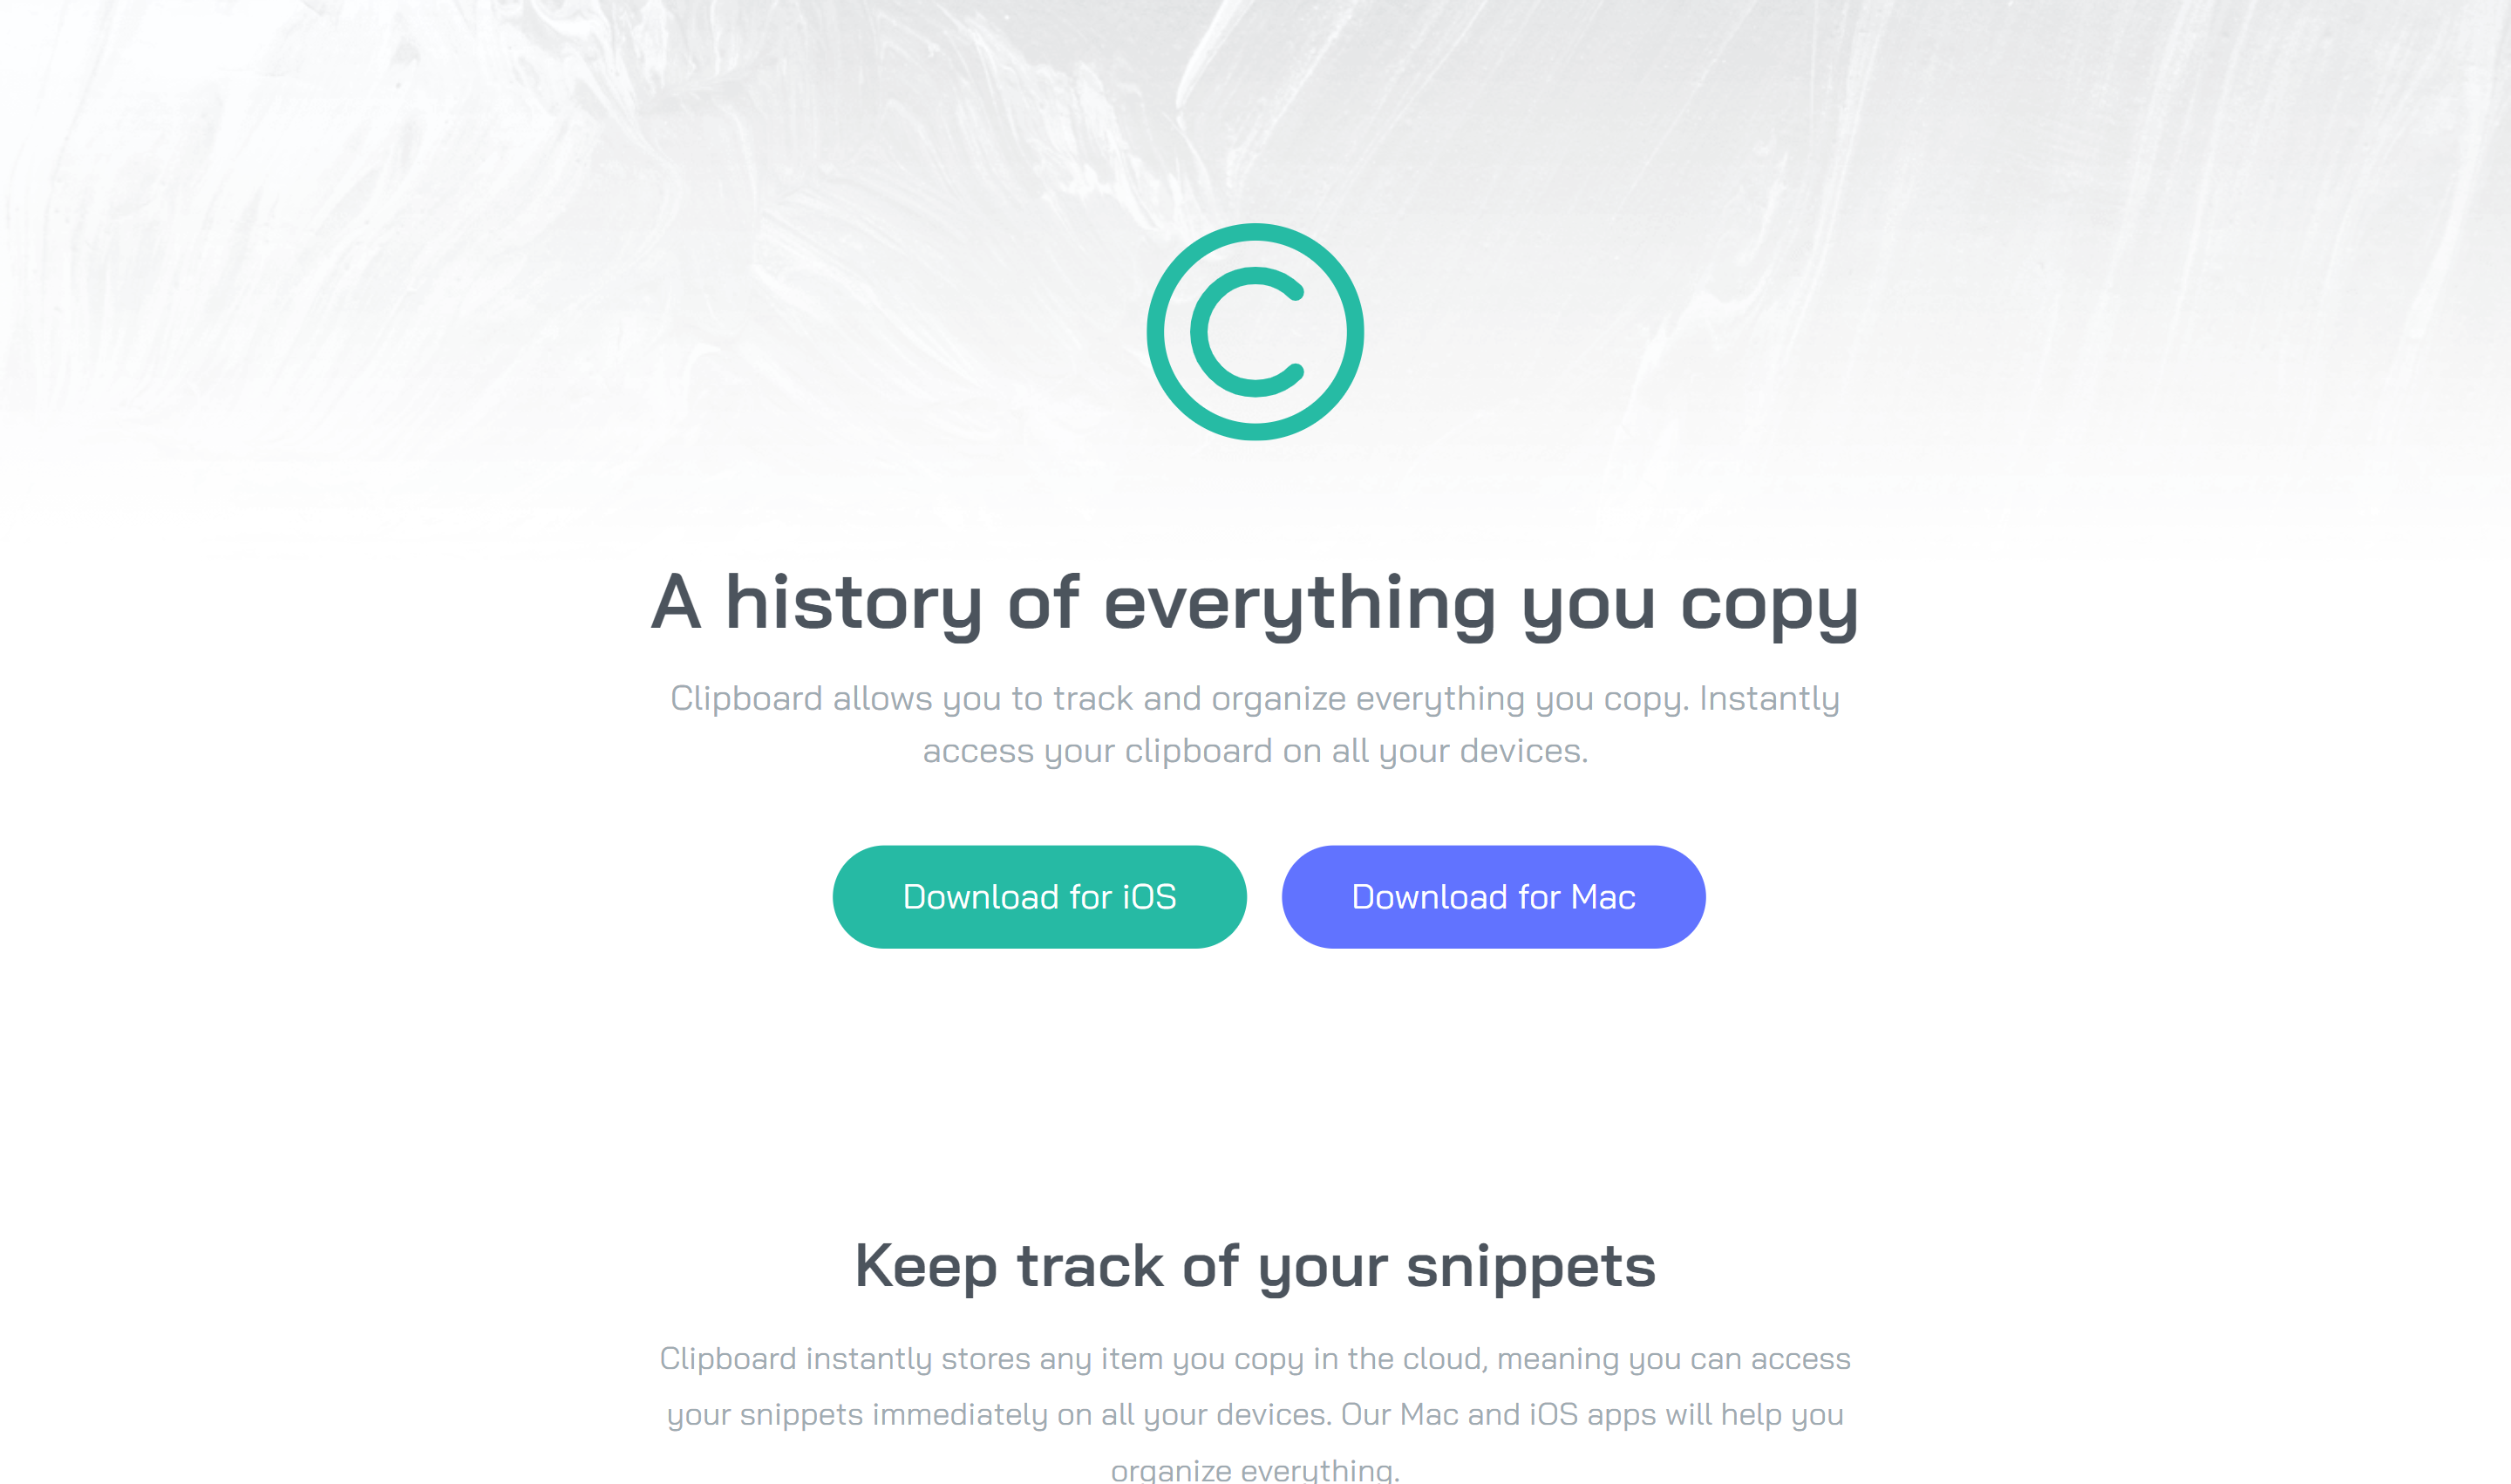 ©
A history of everything you copy
Clipboard allows you to track and organize everything you copy. Instantly
access your clipboard on all your devices.
Download for iOS
Download for Mac
Keep track of your snippets
Clipboard instantly stores any item you copy in the cloud, meaning you can access
your snippets immediately on all your devices. Our Mac and iOS apps will help you
organize everything.